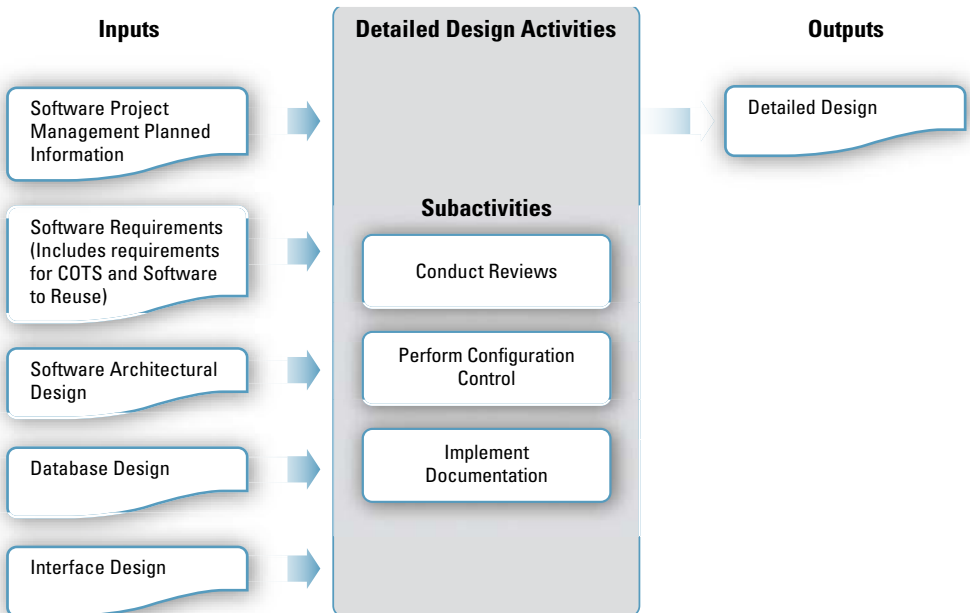 Inputs
Detailed Design Activities
Outputs
Software Project
Management Planned
Information
Detailed Design
Software Requirements
(Includes requirements
for COTS and Software
to Reuse)
Subactivities
Conduct Reviews
Software Architectural
Design
Perform Configuration
Control
Database Design
Implement
Documentation
Interface Design